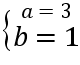 { a = 3
b = 1